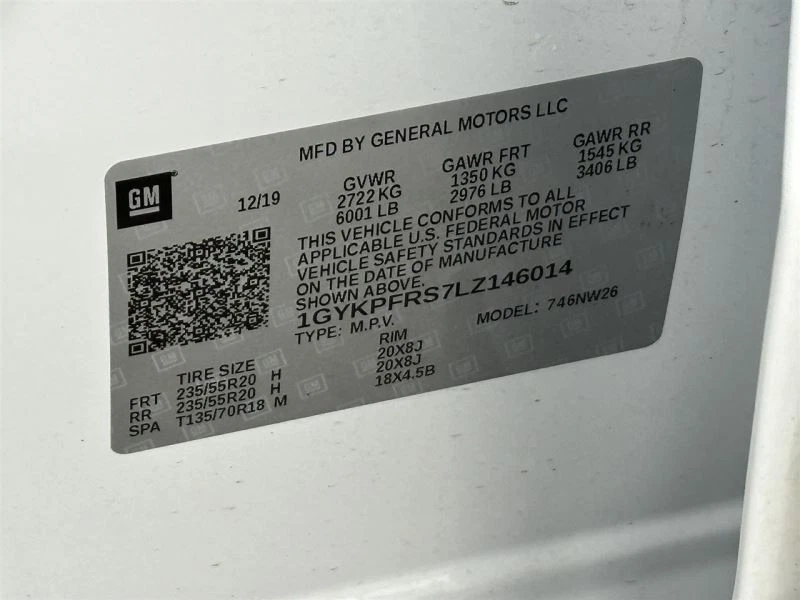 MFD BY GENERAL MOTORS LLC
GM
12/19
GVWR
2722 KG
6001 LB
GAWR FRT
1350 KG
2976 LB
GAWR RR
1545 KG
3406 LB
THIS VEHICLE CONFORMS TO ALL
APPLICABLE U.S. FEDERAL MOTOR
VEHICLE SAFETY STANDARDS IN EFFECT
ON THE DATE OF MANUFACTURE
SHOWN ABOVE.
1GYKPFRS7LZ146014
TYPE: M.P.V. MODEL: 746NW26
TIRE SIZE RIM
FRT 235/55R20 H 20X8J
RR 235/55R20 H 20X8J
SPA T135/70R18 M 18X4.5B